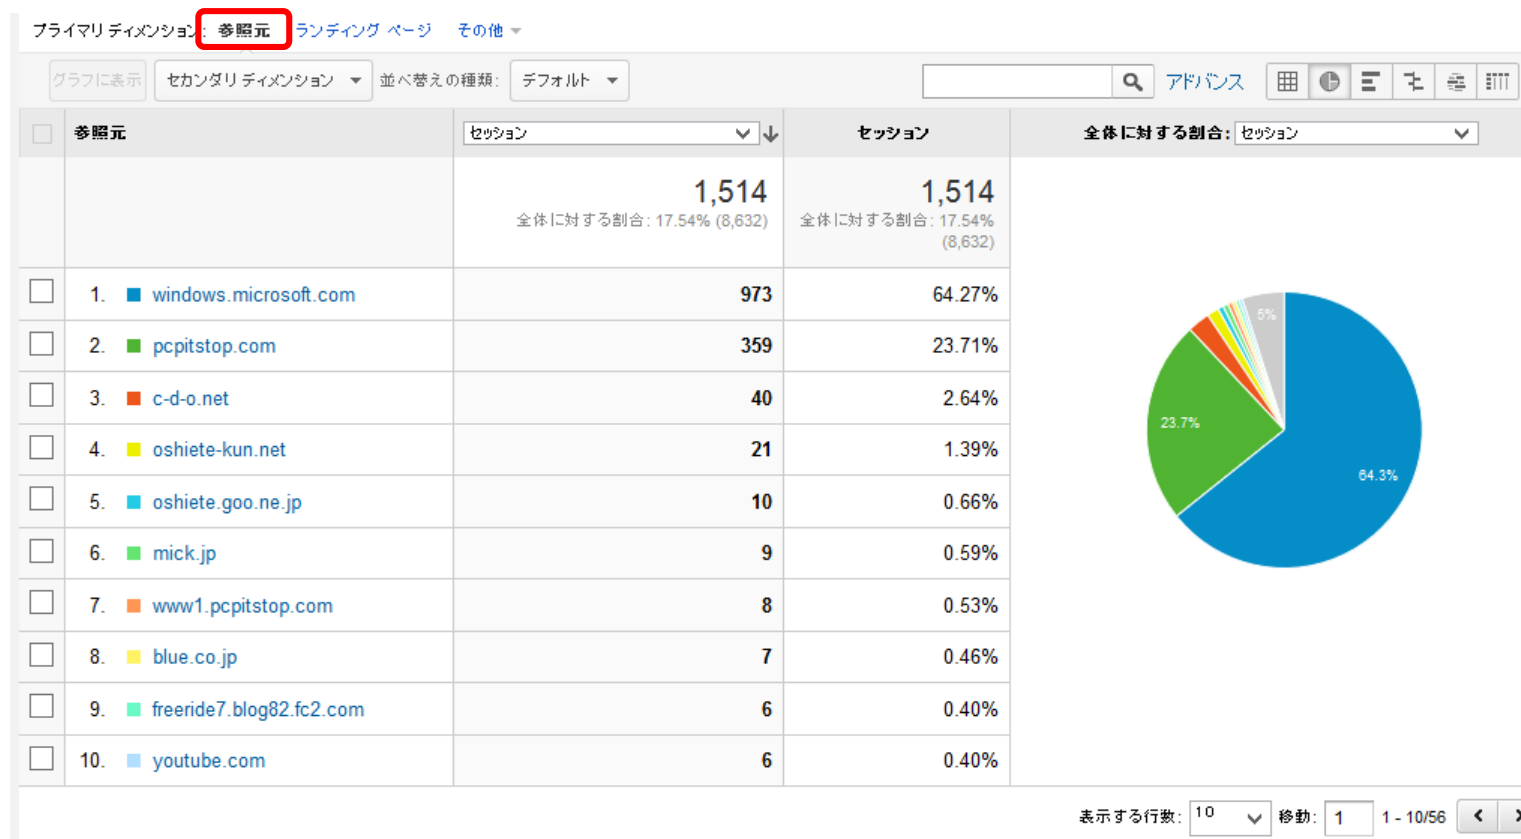 プライマリ ディメンション: 参照元 ランディング ページ その他
グラフに表示 セカンダリ ディメンション 並べ替えの種類: デフォルト アドバンス
参照元 セッション セッション 全体に対する割合: セッション
1,514 1,514
全体に対する割合: 17.54% (8,632) 全体に対する割合: 17.54%
(8,632)
1. windows.microsoft.com 973 64.27%
2. pcpitstop.com 359 23.71%
3. c-d-o.net 40 2.64%
4. oshiete-kun.net 21 1.39%
5. oshiete.goo.ne.jp 10 0.66%
6. mick.jp 9 0.59%
7. www1.pcpitstop.com 8 0.53%
8. blue.co.jp 7 0.46%
9. freeride7.blog82.fc2.com 6 0.40%
10. youtube.com 6 0.40%
5%
23.7%
64.3%
表示する行数: 10 移動: 1 1 - 10/56